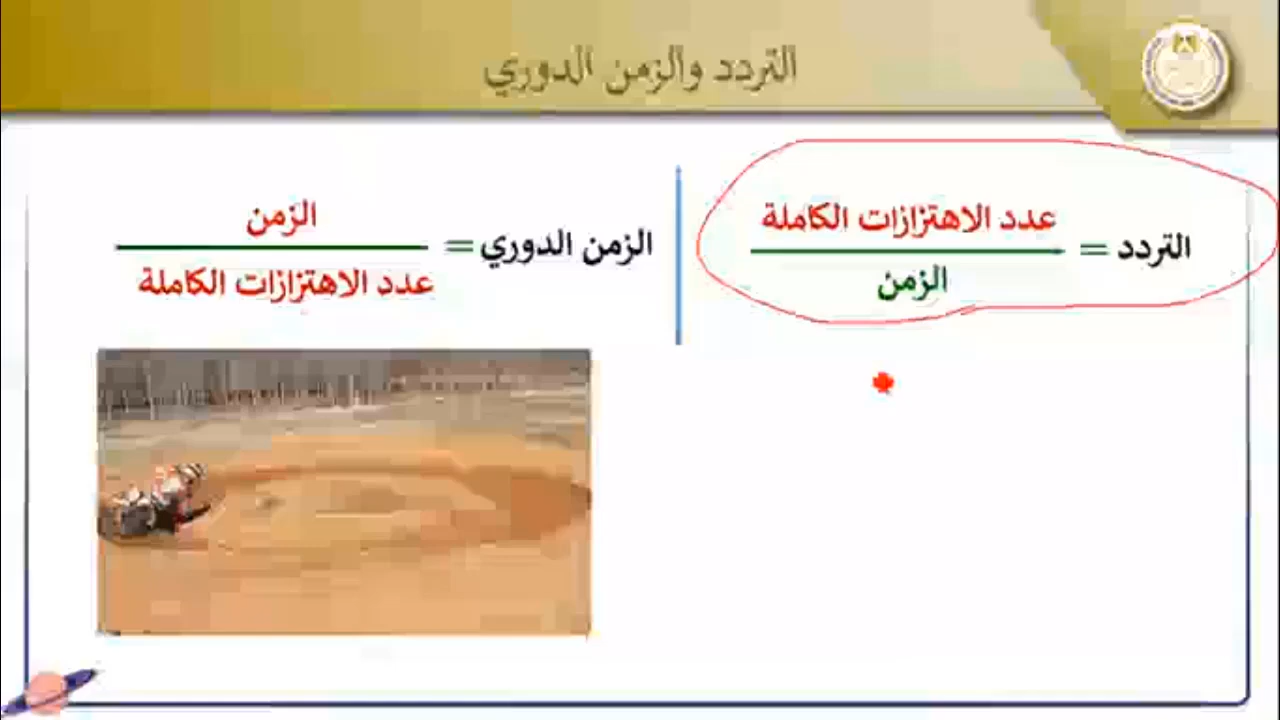 التردد والزمن الدوري
التردد = عدد الاهتزازات الكاملة
الزمن
الزمن الدوري = الزمن
عدد الاهتزازات الكاملة